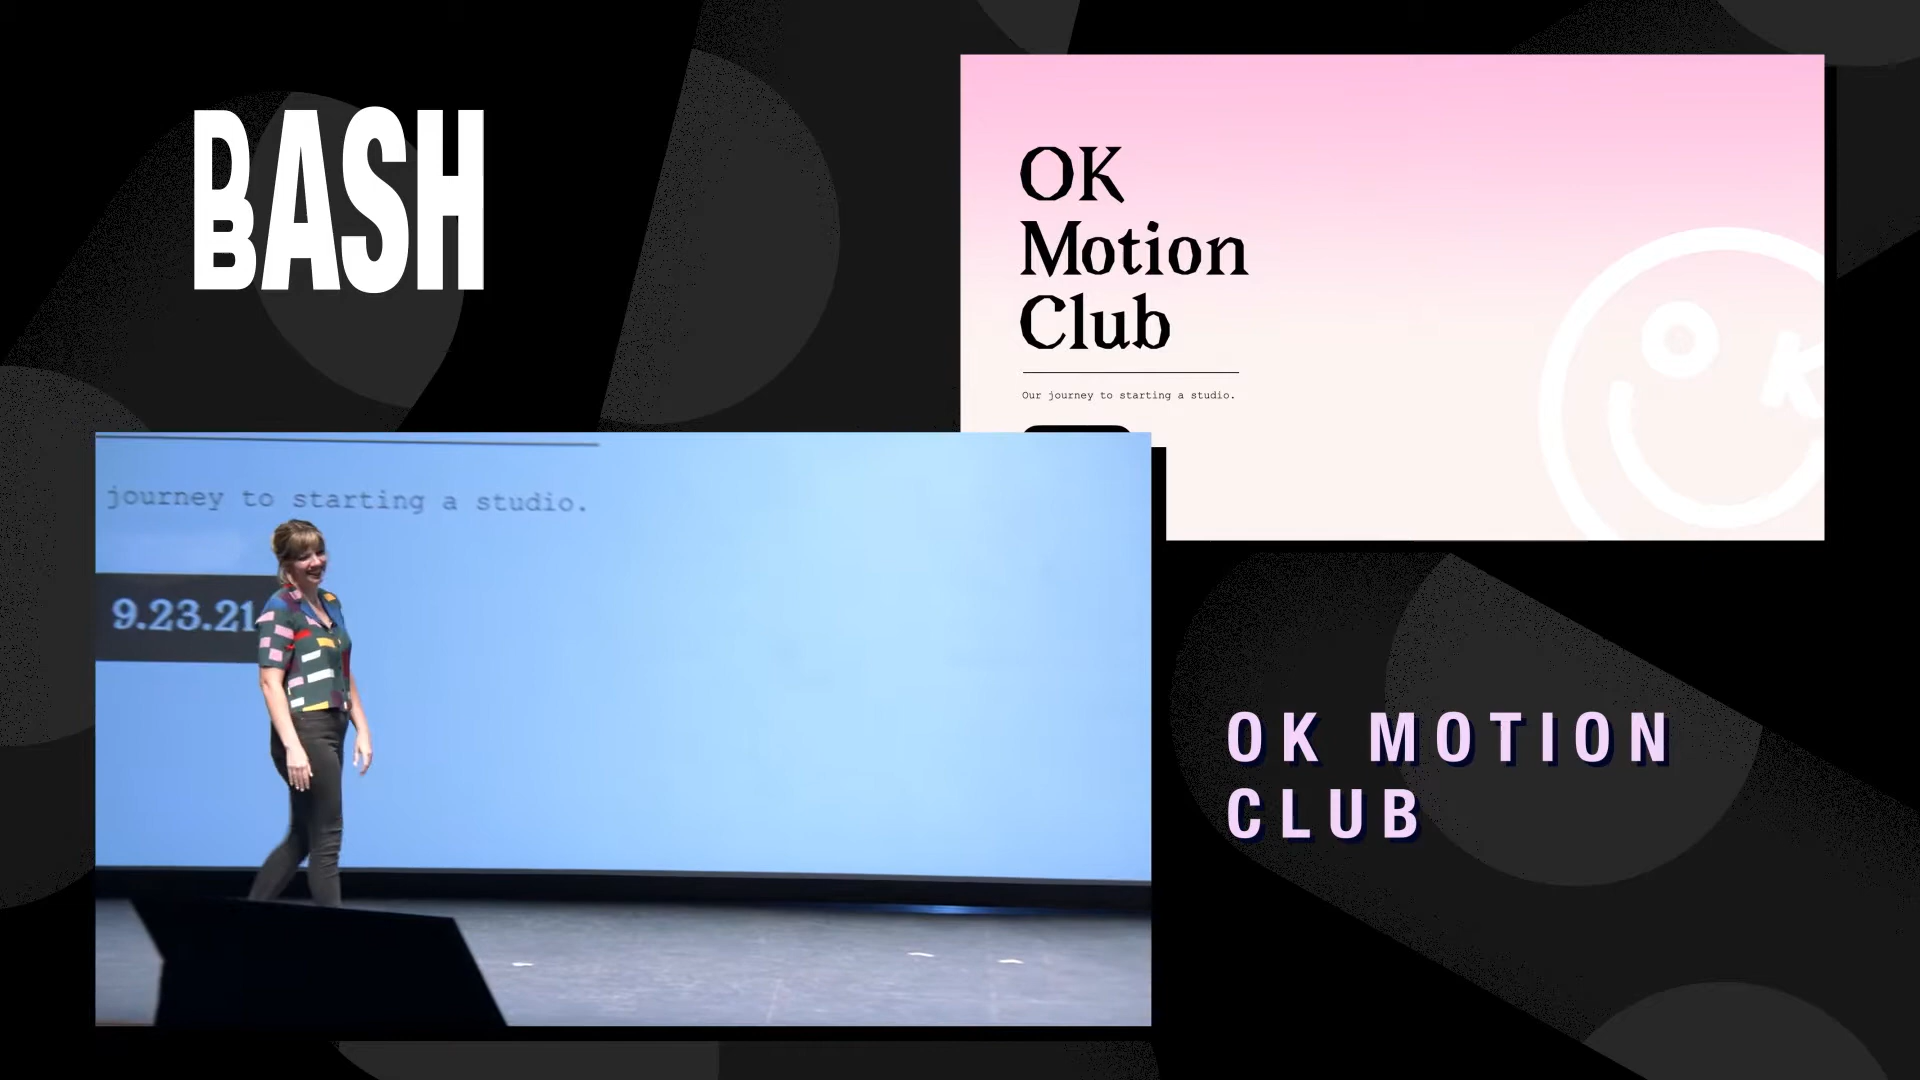 BASH
OK
Motion
Club
Our journey to starting a studio.
journey to starting a studio.
9.23.21
OK MOTION
CLUB